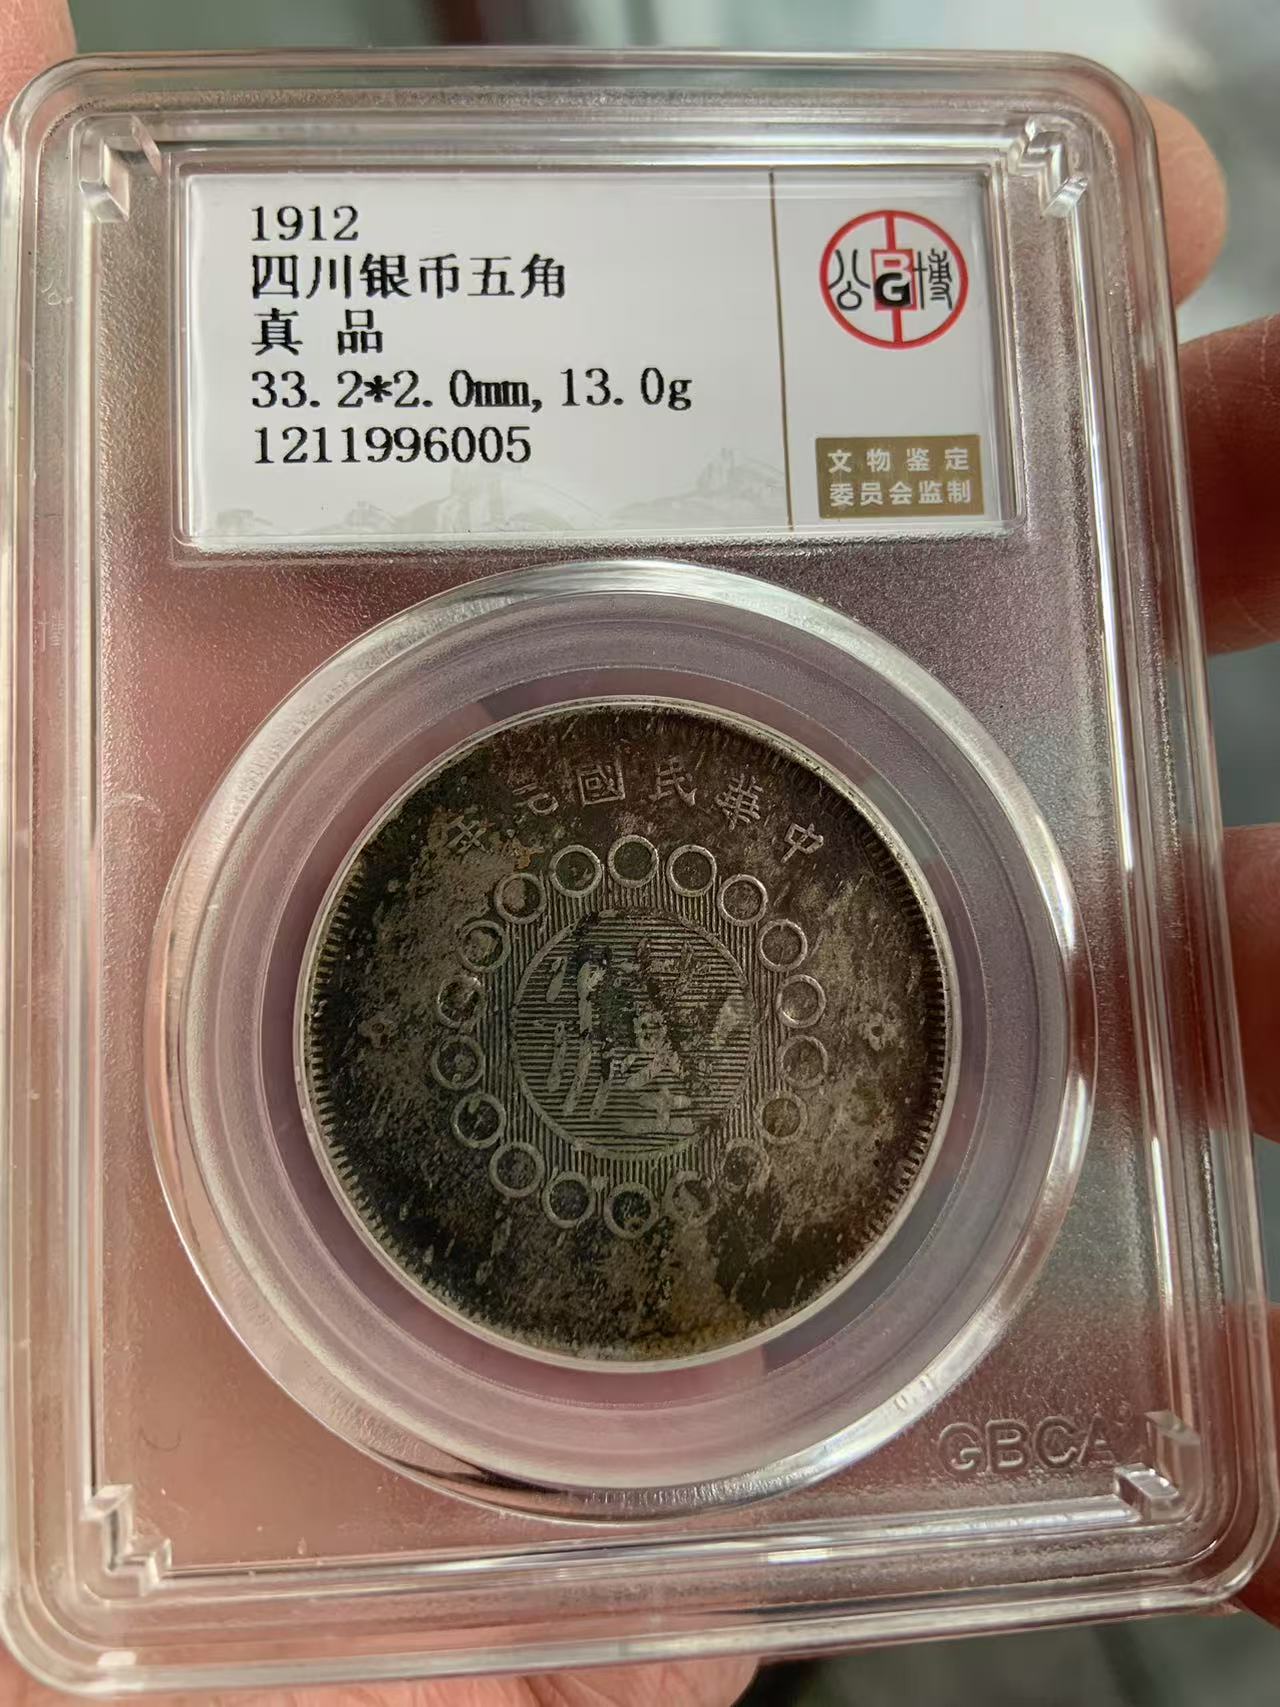 1912
四川银币五角
真 品
33.2*2.0mm,13.0g
1211996005
公 BG 博
文物鉴定
委员会监制
中華民國元年
GBCA